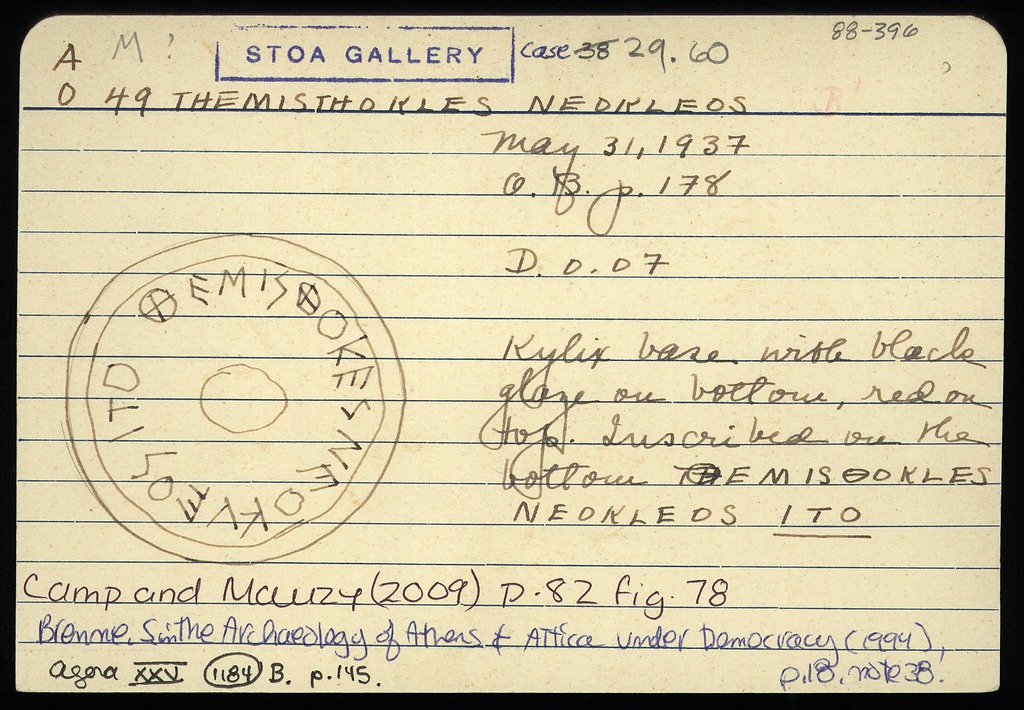 A M? STOA GALLERY Case 38 29.60 88-396
O 49 THEMISTHOKLES NEOKLEOS
May 31, 1937
O.B. p. 178
D. 0.07
ⴲEMISⴲOKΛES NEOKΛEOS ITO
Kylix base with black
glaze on bottom, red on
top. Inscribed on the
bottom ΘEMISΘOKLES
NEOKLEOS ITO
Camp and Mauzy (2009) p.82 fig. 78
Brenne, S. in The Archaeology of Athens & Attica under Democracy (1994),
p.18, note 38.
Agora XXV 1184 B. p.145.